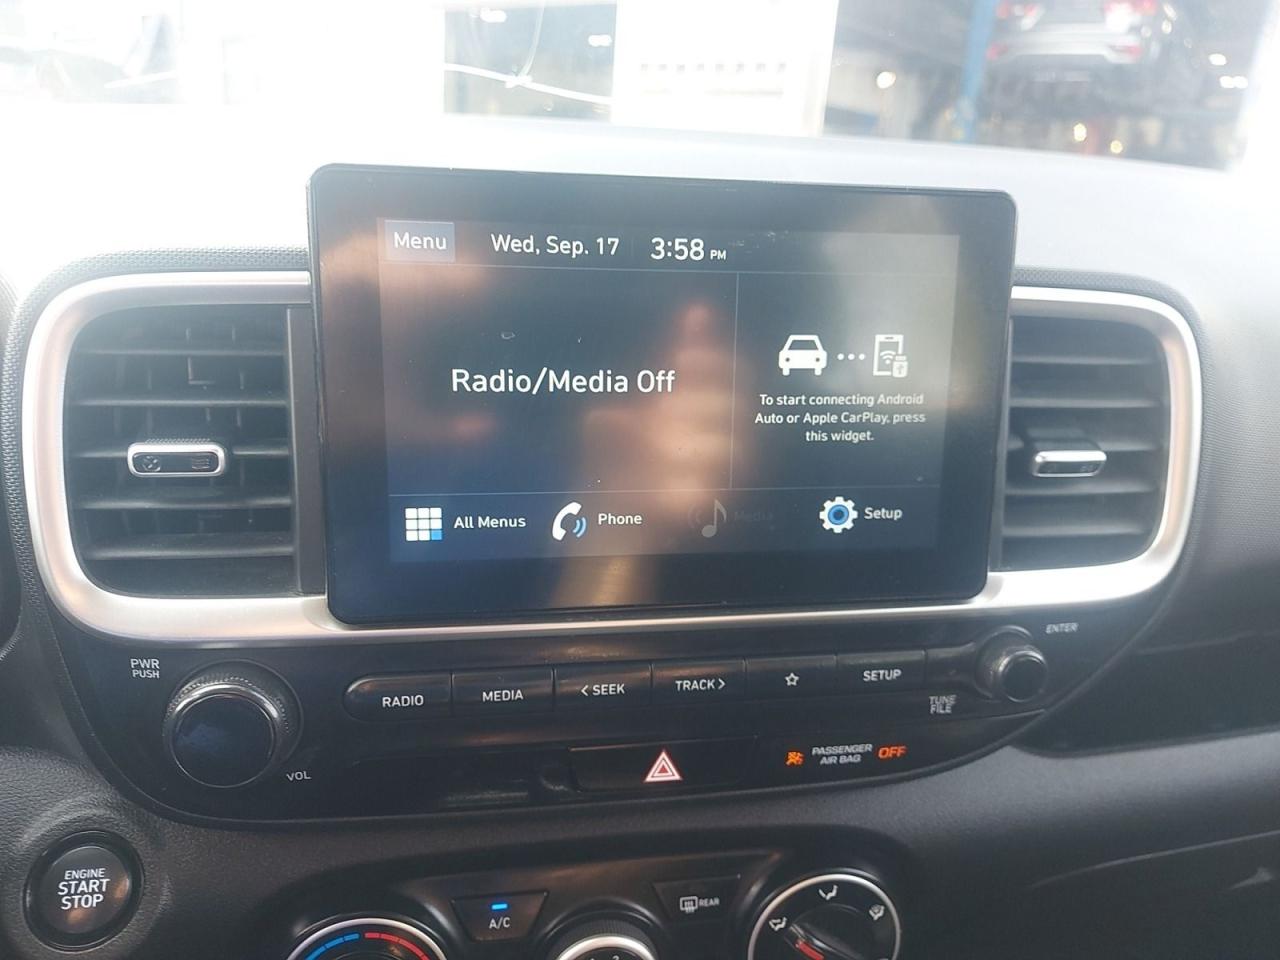 Menu
Wed, Sep. 17
3:58 PM
Radio/Media Off
To start connecting Android
Auto or Apple CarPlay, press
this widget.
All Menus
Phone
Media
Setup
ENTER
PWR
PUSH
RADIO
MEDIA
< SEEK
TRACK >
☆
SETUP
TUNE
FILE
VOL
PASSENGER
AIR BAG
OFF
ENGINE
START
STOP
A/C
REAR